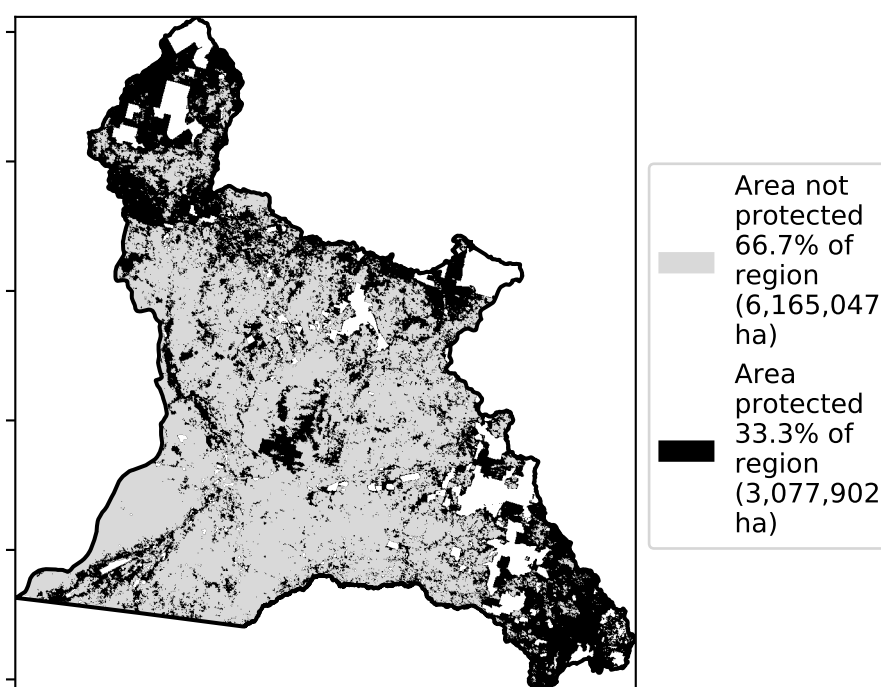 Area not
protected
66.7% of
region
(6,165,047
ha)
Area
protected
33.3% of
region
(3,077,902
ha)